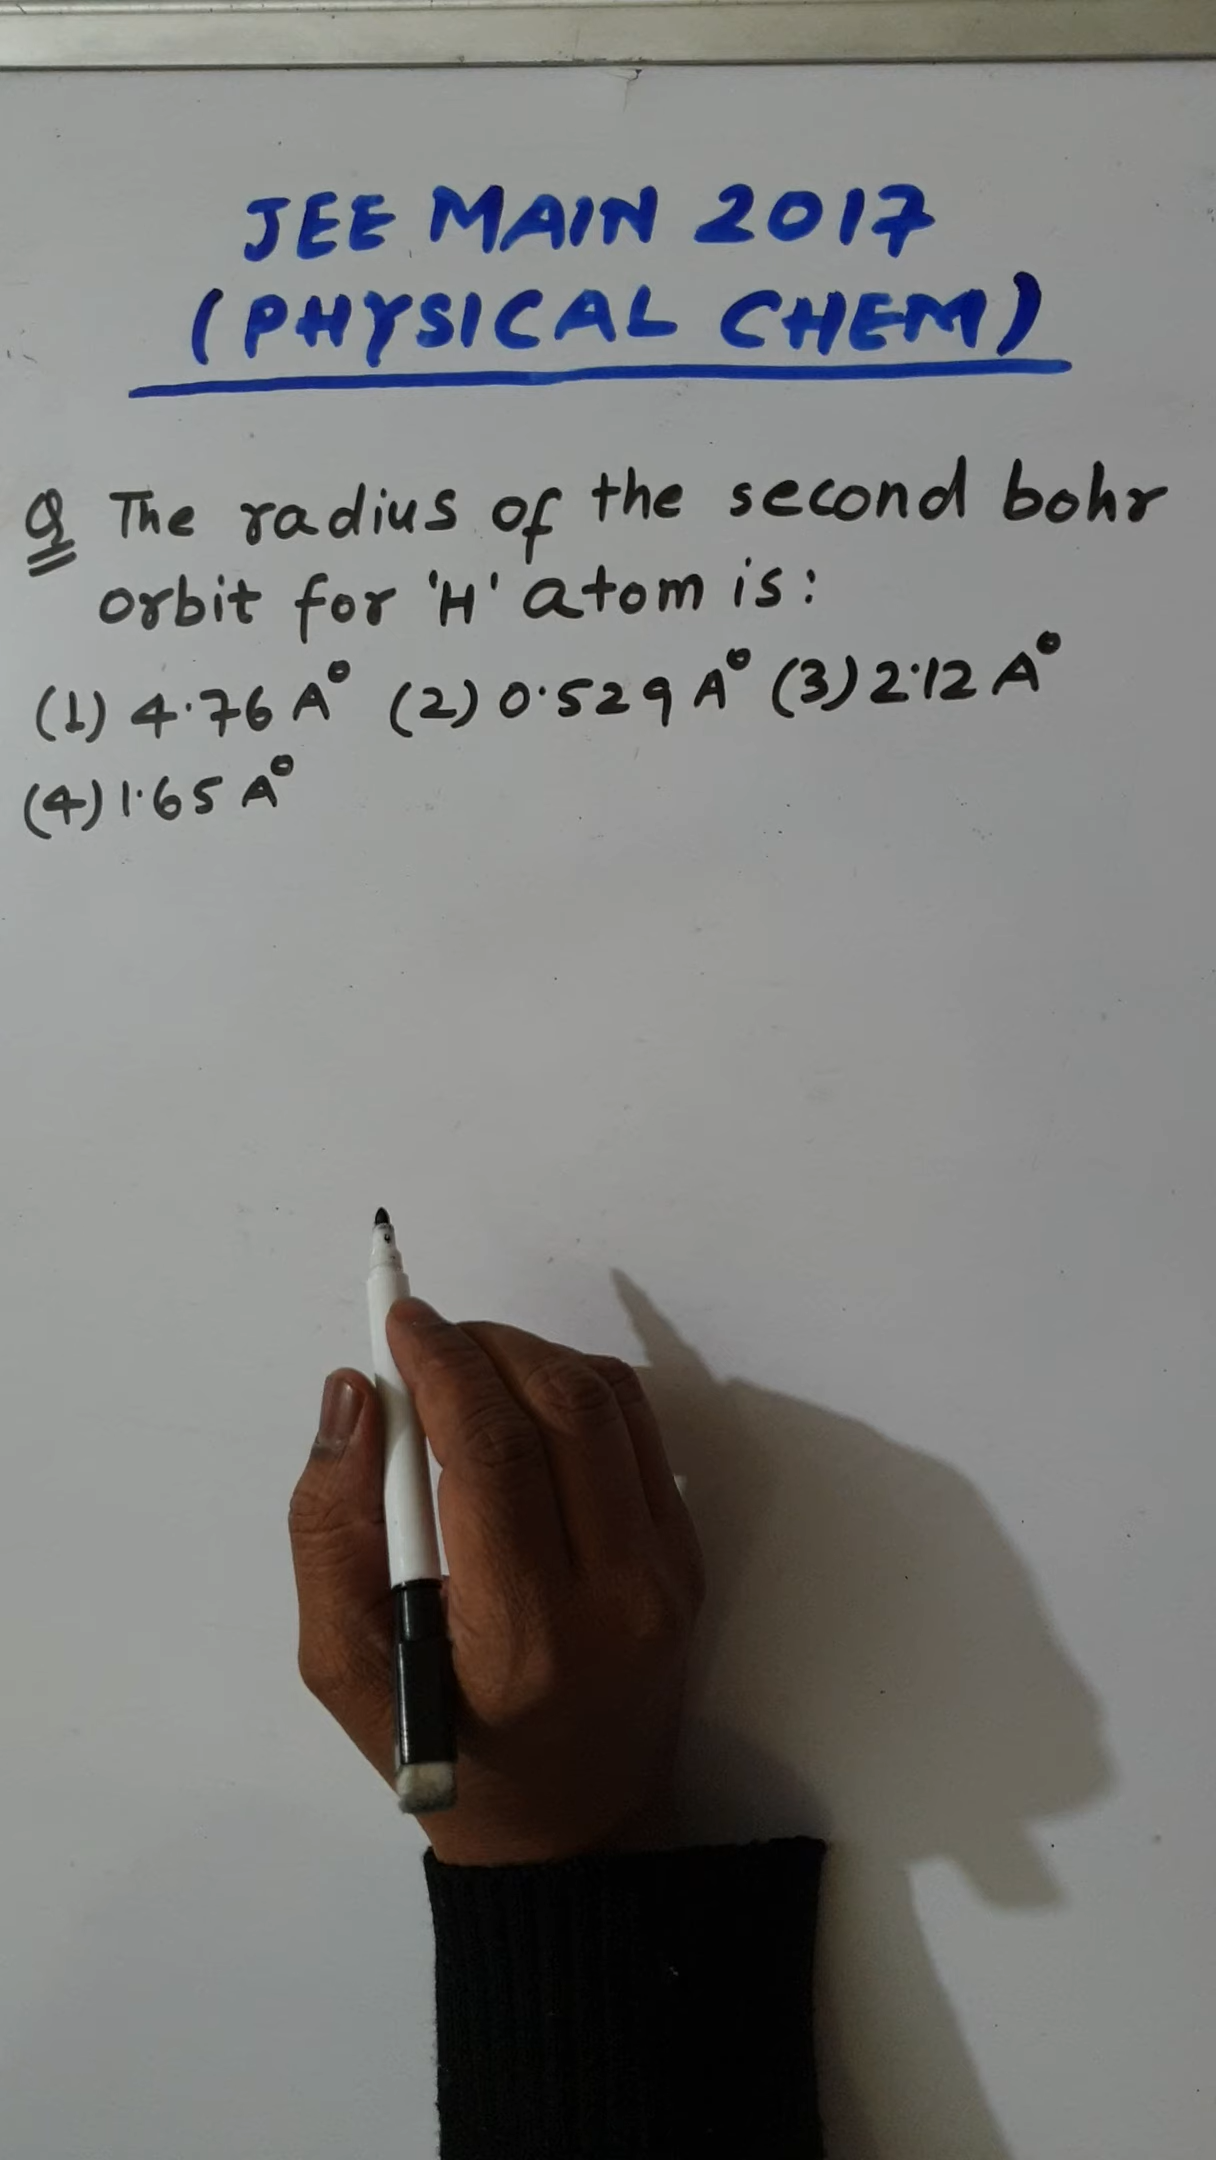 JEE MAIN 2017
(PHYSICAL CHEM)
Q The radius of the second bohr
orbit for 'H' atom is:
(1) 4.76 A° (2) 0.529 A° (3) 2.12 A°
(4) 1.65 A°